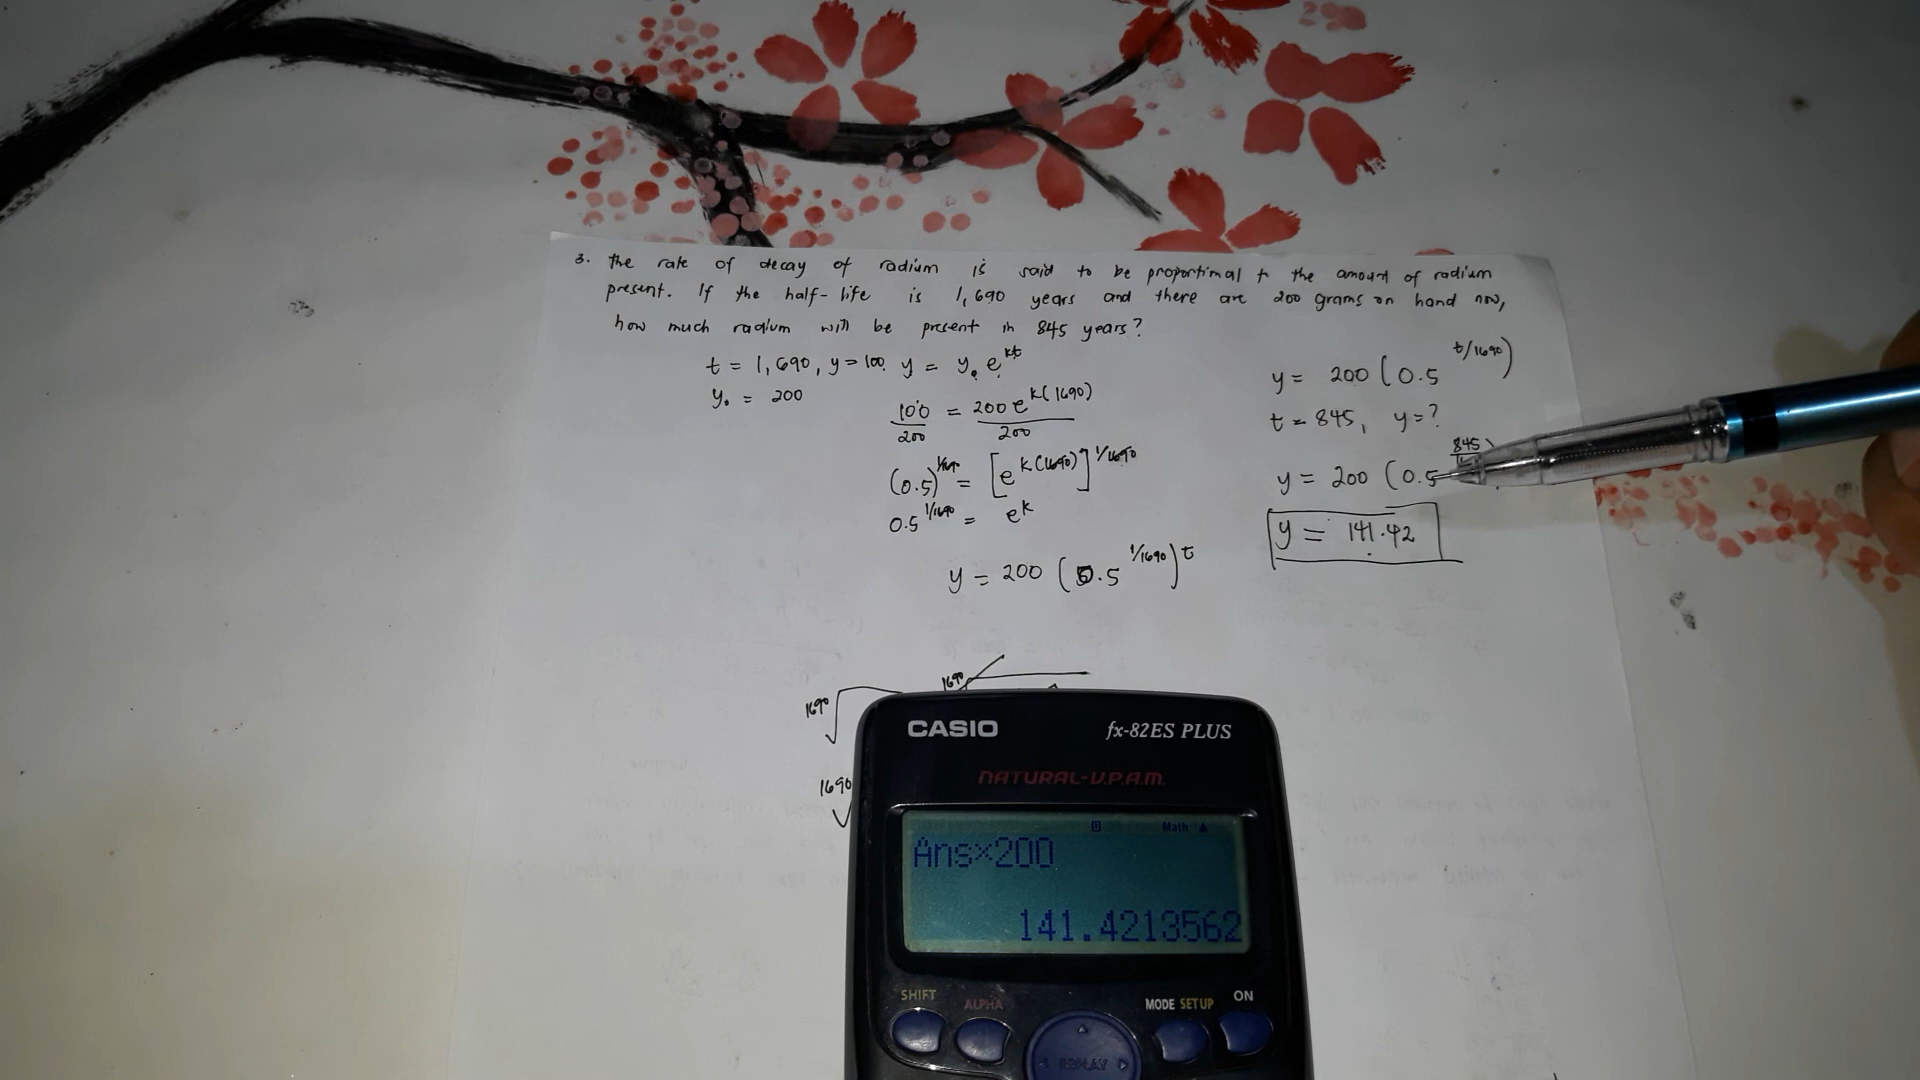 3. the rate of decay of radium is said to be proportional to the amount of radium
present. If the half-life is 1,690 years and there are 200 grams on hand now,
how much radium will be present in 845 years?
t = 1,690, y = 100 y = y₀ e^kt
y₀ = 200
100/200 = 200 e^k(1690)/200
(0.5)^1/1690 = [e^k(1690)]^1/1690
0.5^1/1690 = e^k
y = 200 (0.5^1/1690)^t
y = 200 (0.5^t/1690)
t = 845, y = ?
y = 200 (0.5^845
y = 141.42
1690
1690
1690
CASIO fx-82ES PLUS
NATURAL-V.P.A.M.
D Math ▲
Ans×200
141.4213562
SHIFT ALPHA MODE SETUP ON
REPLAY